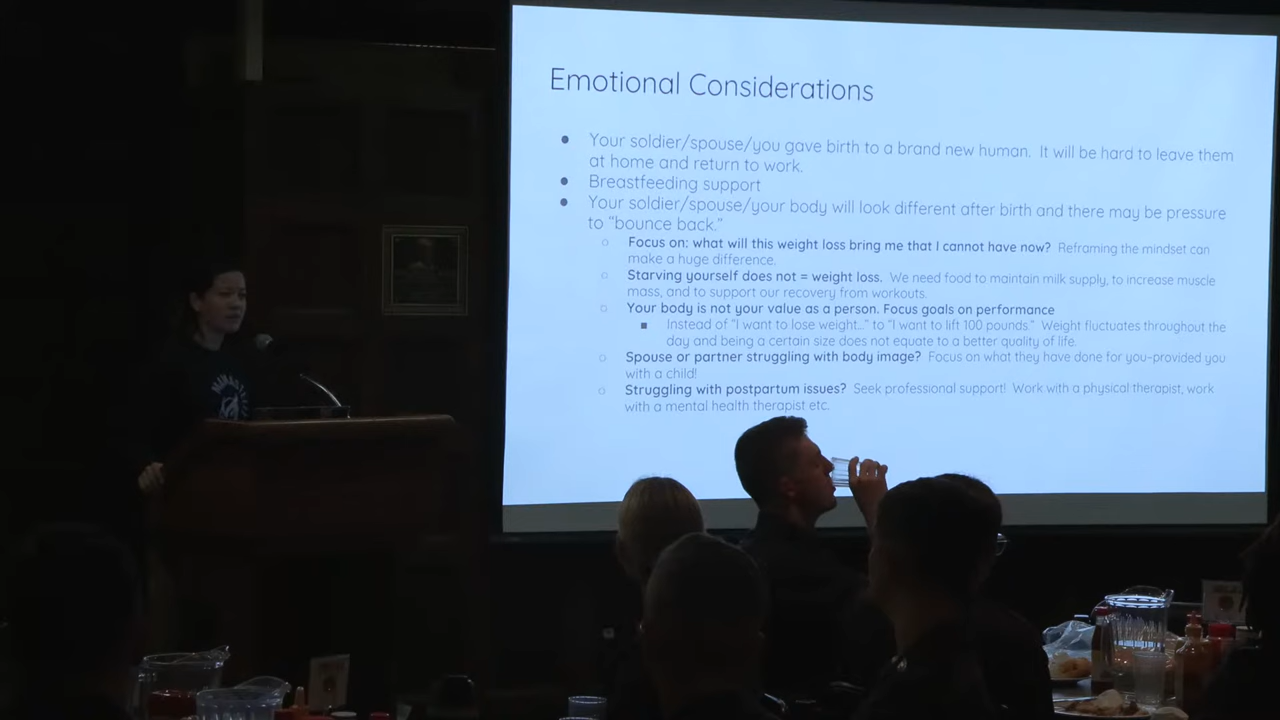 Emotional Considerations
● Your soldier/spouse/you gave birth to a brand new human. It will be hard to leave them
at home and return to work.
● Breastfeeding support
● Your soldier/spouse/your body will look different after birth and there may be pressure
to “bounce back.”
○ Focus on: what will this weight loss bring me that I cannot have now? Reframing the mindset can
make a huge difference.
○ Starving yourself does not = weight loss. We need food to maintain milk supply, to increase muscle
mass, and to support our recovery from workouts.
○ Your body is not your value as a person. Focus goals on performance
■ Instead of “I want to lose weight...” to “I want to lift 100 pounds.” Weight fluctuates throughout the
day and being a certain size does not equate to a better quality of life.
○ Spouse or partner struggling with body image? Focus on what they have done for you-provided you
with a child!
○ Struggling with postpartum issues? Seek professional support! Work with a physical therapist, work
with a mental health therapist etc.